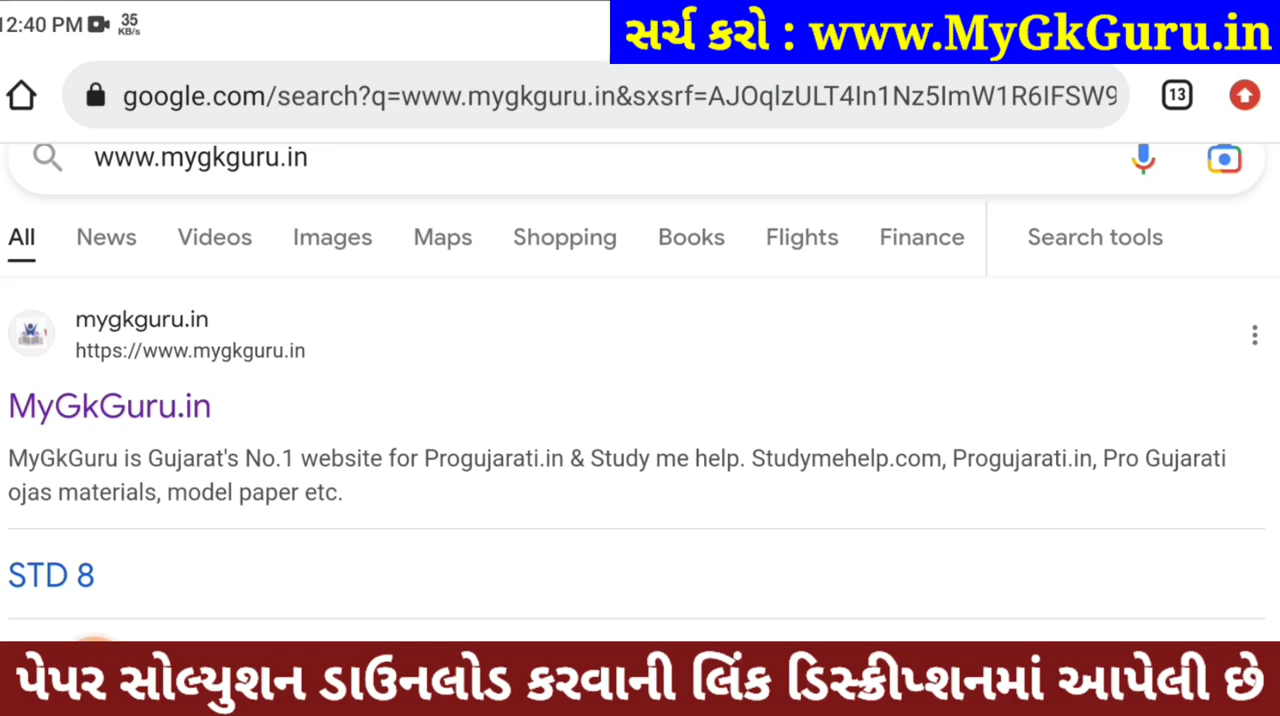 12:40 PM 35 KB/s
સર્ચ કરો : www.MyGkGuru.in
google.com/search?q=www.mygkguru.in&sxsrf=AJOqlzULT4In1Nz5ImW1R6IFSW9
13
www.mygkguru.in
All News Videos Images Maps Shopping Books Flights Finance Search tools
mygkguru.in
https://www.mygkguru.in
MyGkGuru.in
MyGkGuru is Gujarat's No.1 website for Progujarati.in & Study me help. Studymehelp.com, Progujarati.in, Pro Gujarati
ojas materials, model paper etc.
STD 8
પેપર સોલ્યુશન ડાઉનલોડ કરવાની લિંક ડિસ્ક્રીપ્શનમાં આપેલી છે